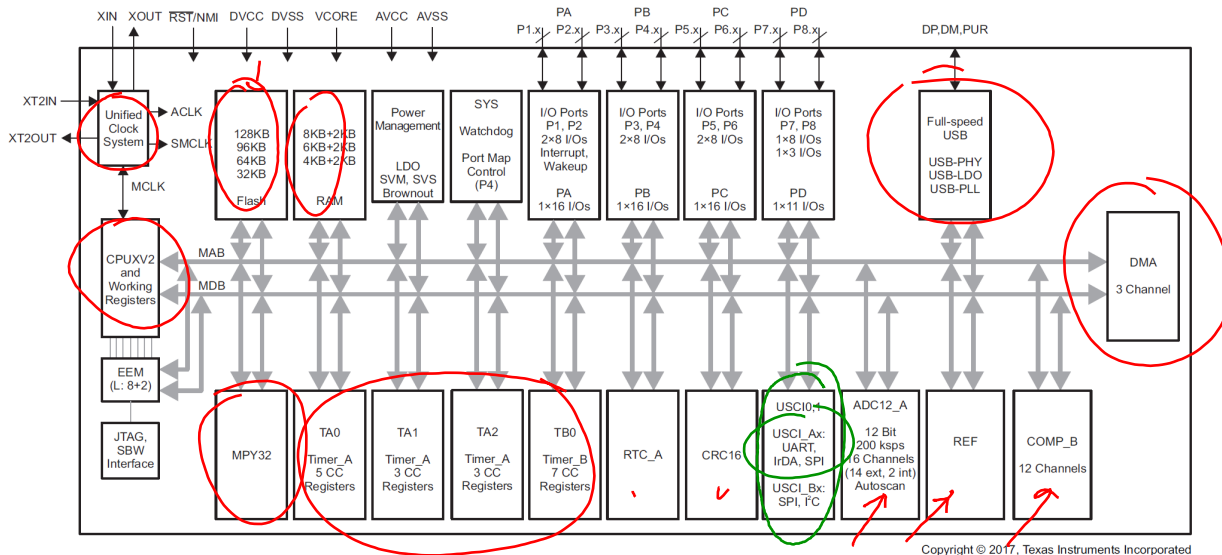 XIN XOUT RST/NMI DVCC DVSS VCORE AVCC AVSS
PA PB PC PD
P1.x P2.x P3.x P4.x P5.x P6.x P7.x P8.x
DP,DM,PUR
XT2IN
XT2OUT
Unified
Clock
System
ACLK
SMCLK
MCLK
128KB
96KB
64KB
32KB
Flash
8KB+2KB
6KB+2KB
4KB+2KB
RAM
Power
Management
LDO
SVM, SVS
Brownout
SYS
Watchdog
Port Map
Control
(P4)
I/O Ports
P1, P2
2×8 I/Os
Interrupt,
Wakeup
PA
1×16 I/Os
I/O Ports
P3, P4
2×8 I/Os
PB
1×16 I/Os
I/O Ports
P5, P6
2×8 I/Os
PC
1×16 I/Os
I/O Ports
P7, P8
1×8 I/Os
1×3 I/Os
PD
1×11 I/Os
Full-speed
USB
USB-PHY
USB-LDO
USB-PLL
CPUXV2
and
Working
Registers
MAB
MDB
DMA
3 Channel
EEM
(L: 8+2)
JTAG,
SBW
Interface
MPY32
TA0
Timer_A
5 CC
Registers
TA1
Timer_A
3 CC
Registers
TA2
Timer_A
3 CC
Registers
TB0
Timer_B
7 CC
Registers
RTC_A
CRC16
USCI0,1
USCI_Ax:
UART,
IrDA, SPI
USCI_Bx:
SPI, I²C
ADC12_A
12 Bit
200 ksps
16 Channels
(14 ext, 2 int)
Autoscan
REF
COMP_B
12 Channels
Copyright © 2017, Texas Instruments Incorporated